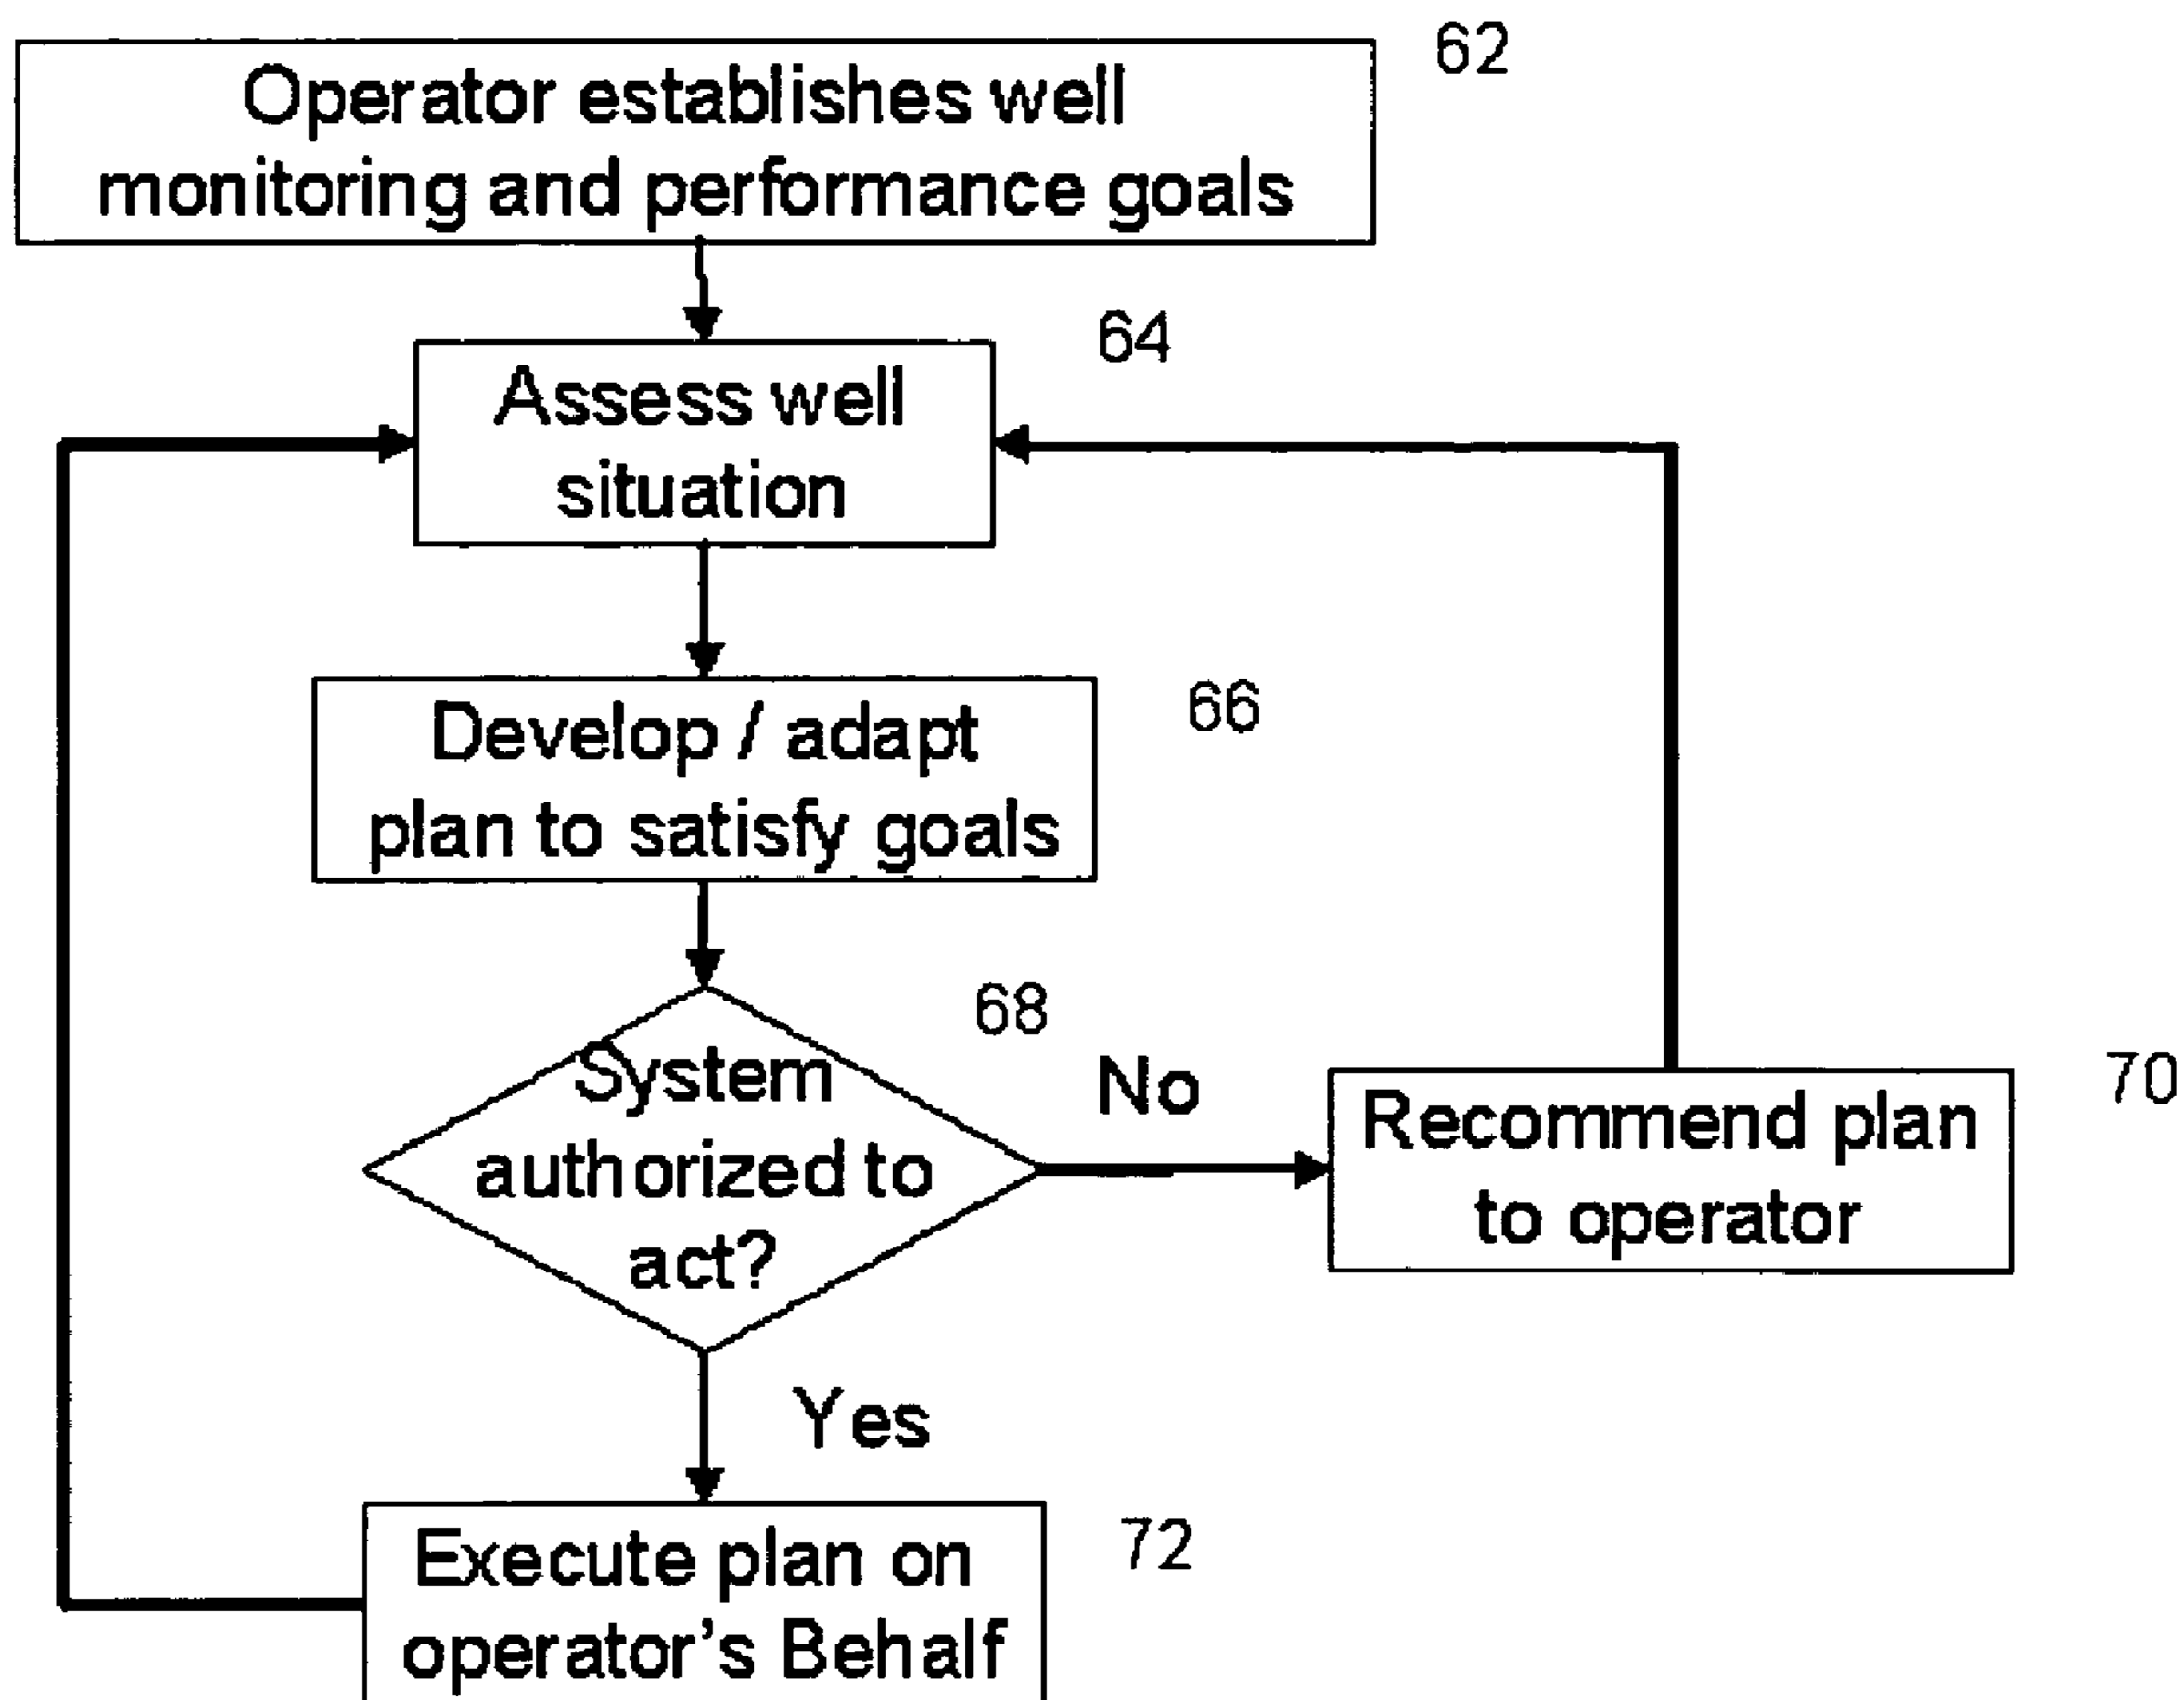 62
Operator establishes well
monitoring and performance goals
64
Assess well
situation
66
Develop / adapt
plan to satisfy goals
68
System
authorized to
act?
No
70
Recommend plan
to operator
Yes
72
Execute plan on
operator's Behalf